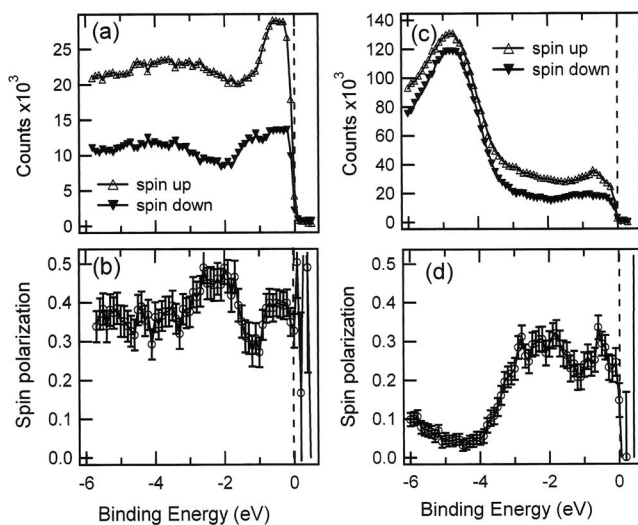 (a)
25
20
15
10
5
0
Counts x10³
spin up
spin down
(c)
140
120
100
80
60
40
20
0
Counts x10³
spin up
spin down
(b)
0.5
0.4
0.3
0.2
0.1
0.0
Spin polarization
-6 -4 -2 0
Binding Energy (eV)
(d)
0.5
0.4
0.3
0.2
0.1
0.0
Spin polarization
-6 -4 -2 0
Binding Energy (eV)